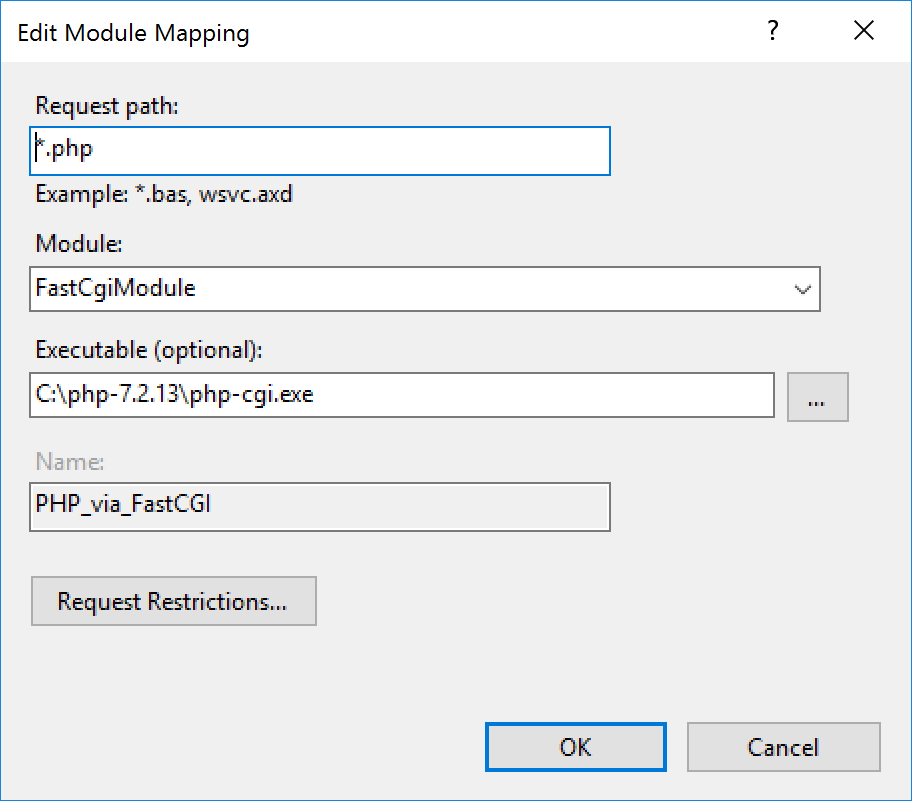 Edit Module Mapping
?
Request path:
*.php
Example: *.bas, wsvc.axd
Module:
FastCgiModule
Executable (optional):
C:\php-7.2.13\php-cgi.exe
...
Name:
PHP_via_FastCGI
Request Restrictions...
OK
Cancel